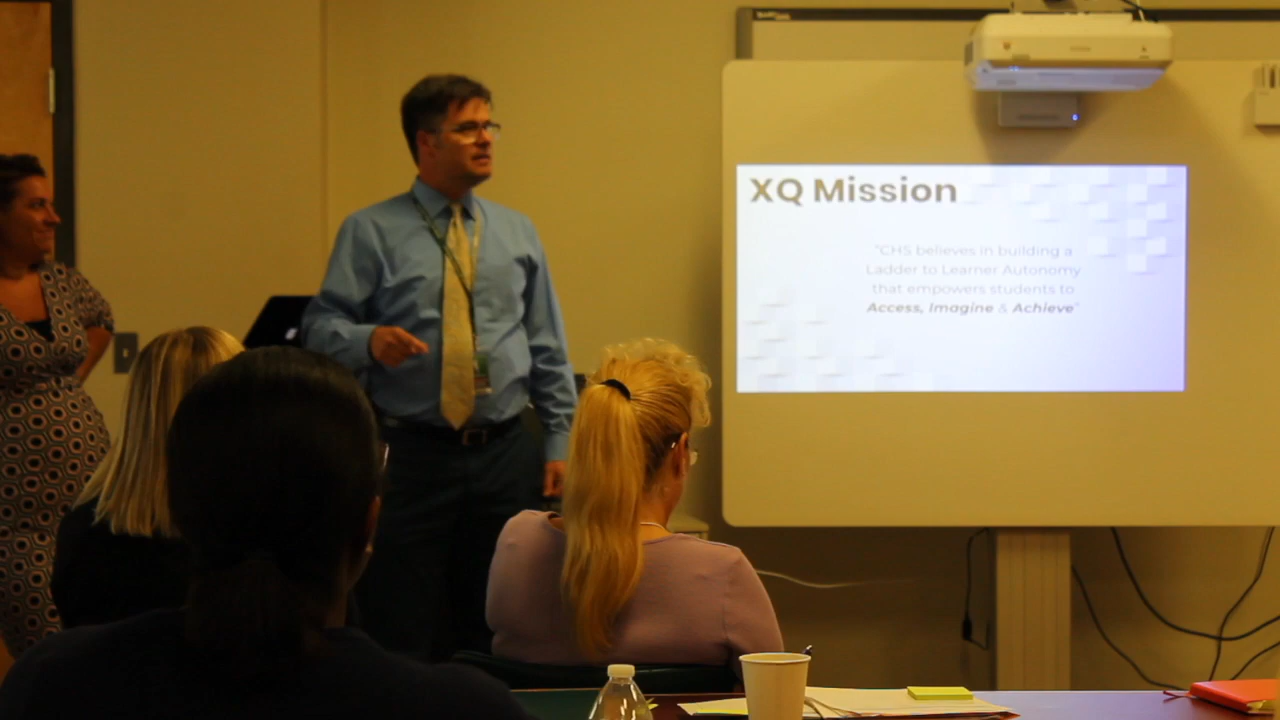 XQ Mission
"CHS believes in building a
Ladder to Learner Autonomy
that empowers students to
Access, Imagine & Achieve"